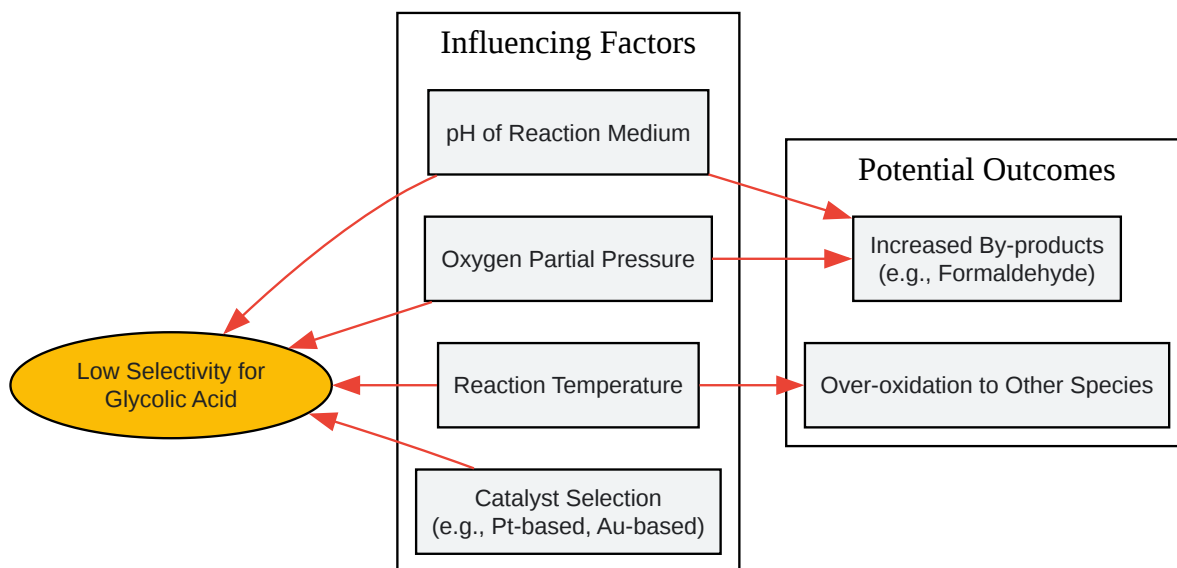 Influencing Factors
pH of Reaction Medium
Oxygen Partial Pressure
Reaction Temperature
Catalyst Selection
(e.g., Pt-based, Au-based)
Low Selectivity for
Glycolic Acid
Potential Outcomes
Increased By-products
(e.g., Formaldehyde)
Over-oxidation to Other Species